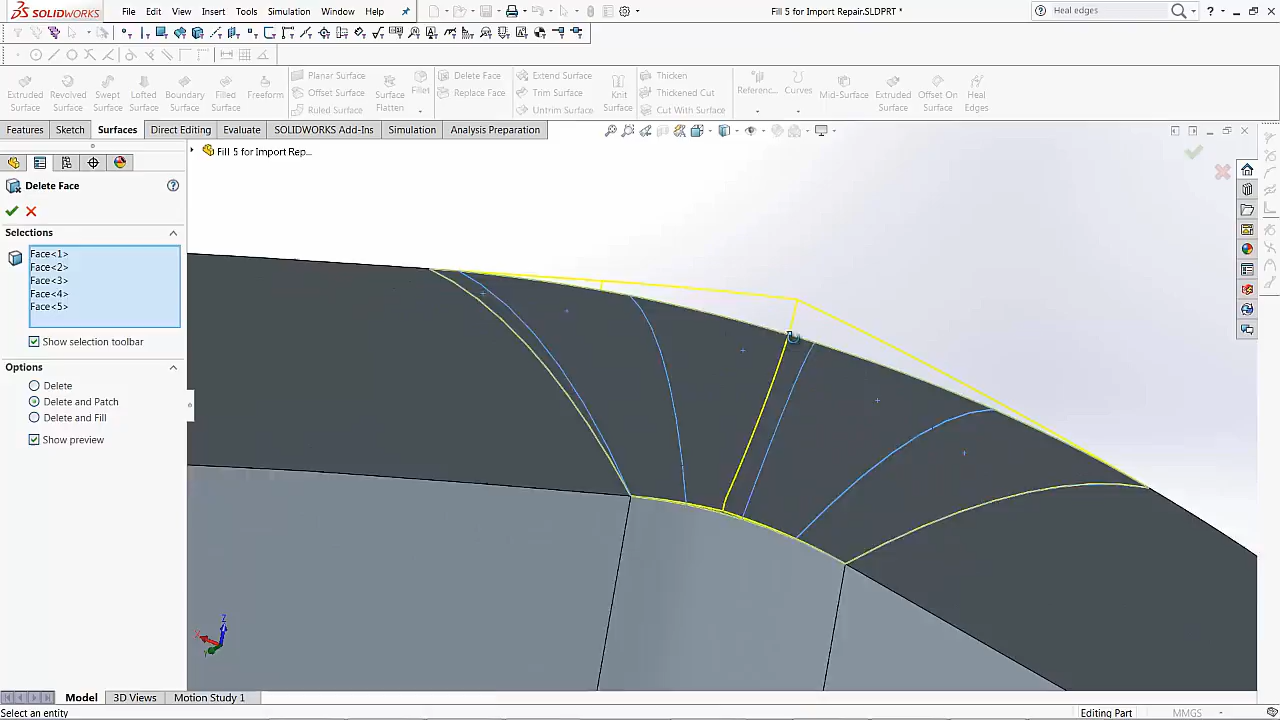 SOLIDWORKS
File Edit View Insert Tools Simulation Window Help
Fill 5 for Import Repair.SLDPRT *
Heal edges
Extruded Surface
Revolved Surface
Swept Surface
Lofted Surface
Boundary Surface
Filled Surface
Freeform
Planar Surface
Offset Surface
Ruled Surface
Surface Flatten
Fillet
Delete Face
Replace Face
Extend Surface
Trim Surface
Untrim Surface
Knit Surface
Thicken
Thickened Cut
Cut With Surface
Referenc...
Curves
Mid-Surface
Extruded Surface
Offset On Surface
Heal Edges
Features Sketch Surfaces Direct Editing Evaluate SOLIDWORKS Add-Ins Simulation Analysis Preparation
Fill 5 for Import Rep...
Delete Face
Selections
Face<1>
Face<2>
Face<3>
Face<4>
Face<5>
Show selection toolbar
Options
Delete
Delete and Patch
Delete and Fill
Show preview
Z
Model 3D Views Motion Study 1
Select an entity
Editing Part
MMGS